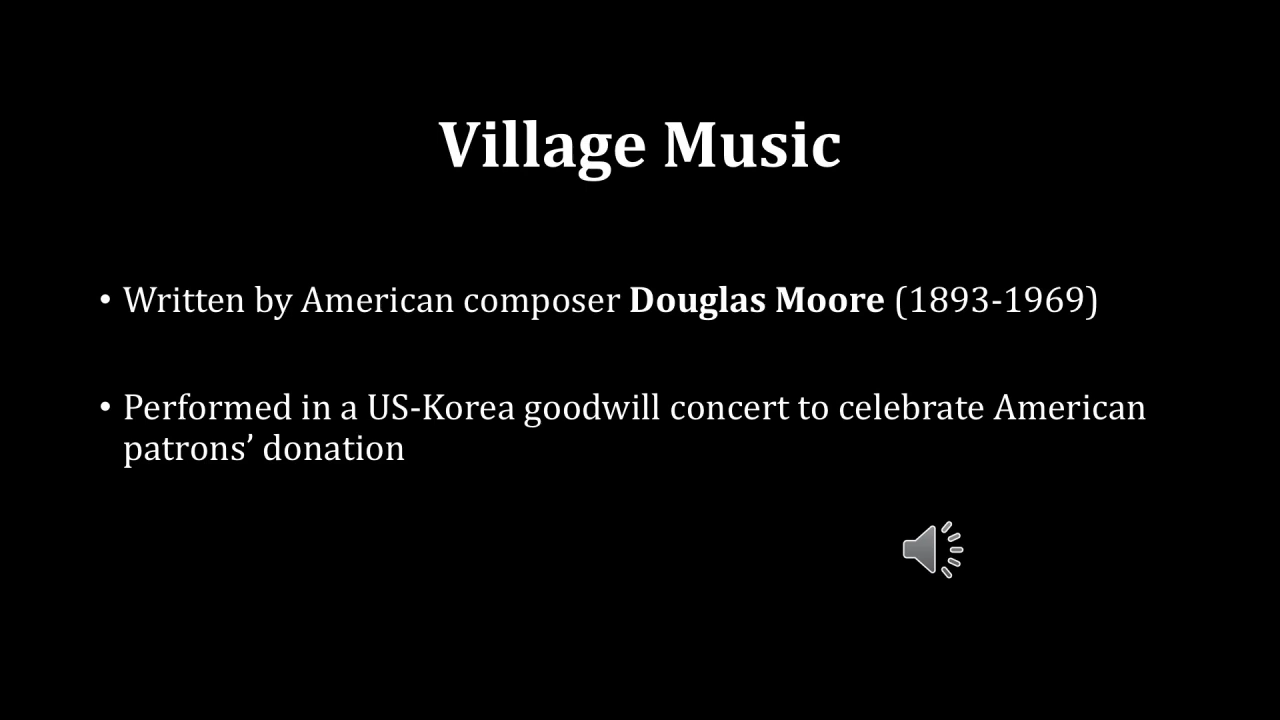 Village Music
• Written by American composer Douglas Moore (1893-1969)
• Performed in a US-Korea goodwill concert to celebrate American
patrons’ donation